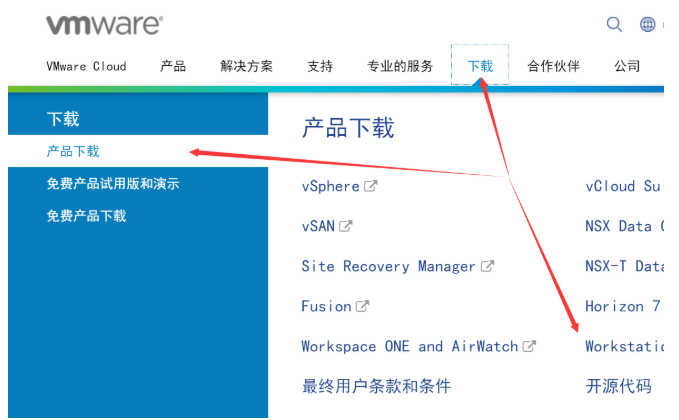 vmware
VMware Cloud 产品 解决方案 支持 专业的服务 下载 合作伙伴 公司
下载
产品下载
免费产品试用版和演示
免费产品下载
产品下载
vSphere
vCloud Su
vSAN
NSX Data
Site Recovery Manager
NSX-T Data
Fusion
Horizon 7
Workspace ONE and AirWatch
Workstatio
最终用户条款和条件
开源代码